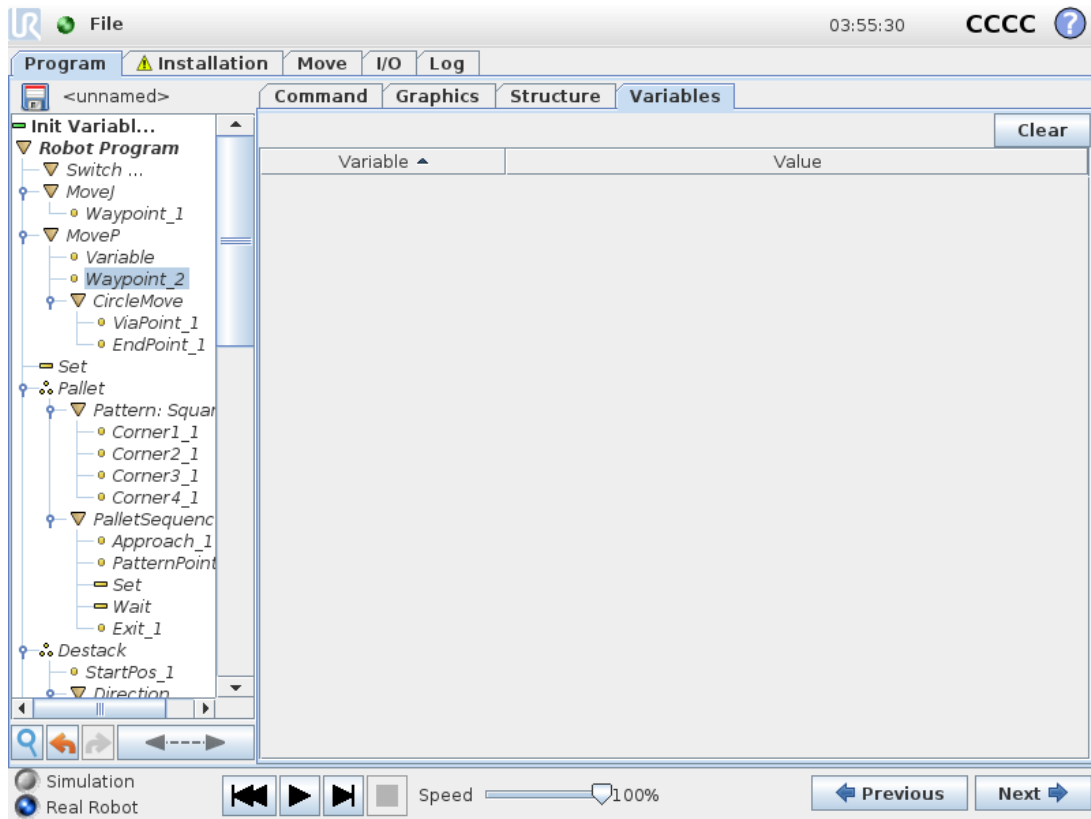 UR File 03:55:30 CCCC ?
Program Installation Move I/O Log
<unnamed> Command Graphics Structure Variables
Clear
Variable Value
Init Variabl...
Robot Program
Switch ...
MoveJ
Waypoint_1
MoveP
Variable
Waypoint_2
CircleMove
ViaPoint_1
EndPoint_1
Set
Pallet
Pattern: Squar
Corner1_1
Corner2_1
Corner3_1
Corner4_1
PalletSequenc
Approach_1
PatternPoint
Set
Wait
Exit_1
Destack
StartPos_1
Direction
Simulation
Real Robot
Speed 100%
Previous Next